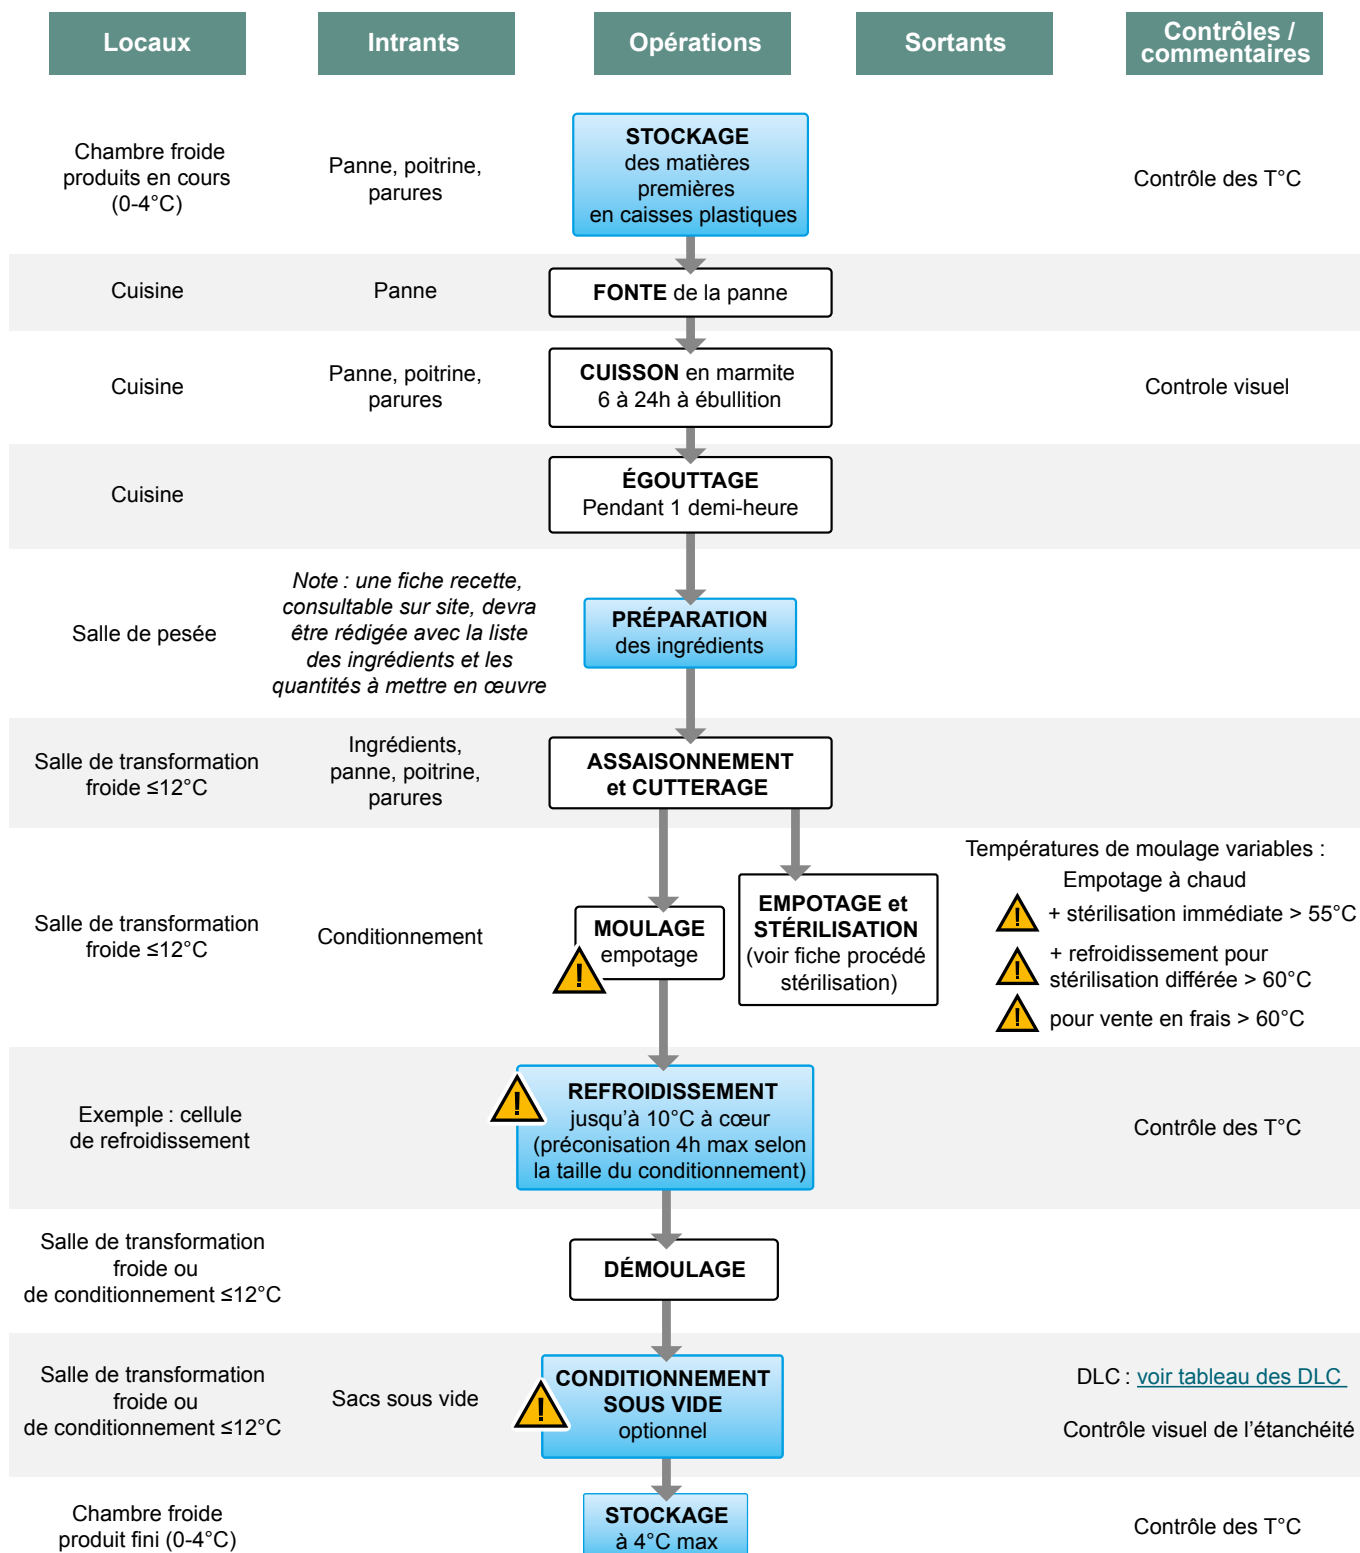 Locaux
Intrants
Opérations
Sortants
Contrôles /
commentaires
Chambre froide
produits en cours
(0-4°C)
Panne, poitrine,
parures
STOCKAGE
des matières
premières
en caisses plastiques
Contrôle des T°C
Cuisine
Panne
FONTE de la panne
Cuisine
Panne, poitrine,
parures
CUISSON en marmite
6 à 24h à ébullition
Controle visuel
Cuisine
ÉGOUTTAGE
Pendant 1 demi-heure
Salle de pesée
Note : une fiche recette,
consultable sur site, devra
être rédigée avec la liste
des ingrédients et les
quantités à mettre en œuvre
PRÉPARATION
des ingrédients
Salle de transformation
froide ≤12°C
Ingrédients,
panne, poitrine,
parures
ASSAISONNEMENT
et CUTTERAGE
Salle de transformation
froide ≤12°C
Conditionnement
MOULAGE
empotage
EMPOTAGE et
STÉRILISATION
(voir fiche procédé
stérilisation)
Températures de moulage variables :
Empotage à chaud
+ stérilisation immédiate > 55°C
+ refroidissement pour
stérilisation différée > 60°C
pour vente en frais > 60°C
Exemple : cellule
de refroidissement
REFROIDISSEMENT
jusqu’à 10°C à cœur
(préconisation 4h max selon
la taille du conditionnement)
Contrôle des T°C
Salle de transformation
froide ou
de conditionnement ≤12°C
DÉMOULAGE
Salle de transformation
froide ou
de conditionnement ≤12°C
Sacs sous vide
CONDITIONNEMENT
SOUS VIDE
optionnel
DLC : voir tableau des DLC
Contrôle visuel de l’étanchéité
Chambre froide
produit fini (0-4°C)
STOCKAGE
à 4°C max
Contrôle des T°C